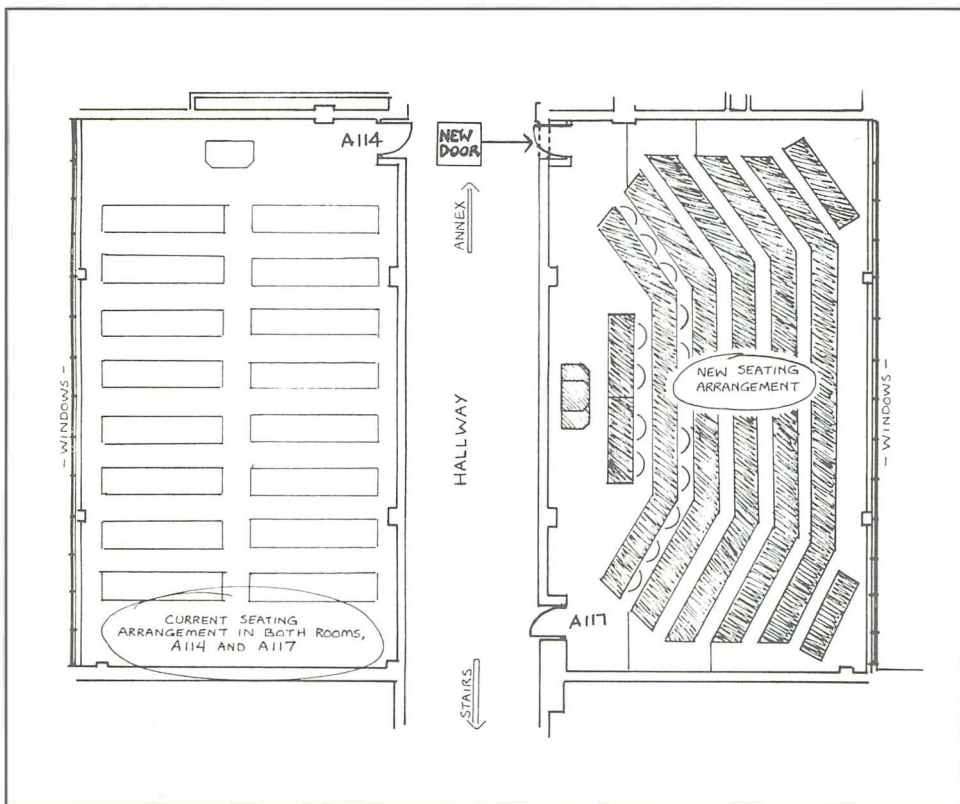 A114
NEW
DOOR
ANNEX
- WINDOWS -
HALLWAY
NEW SEATING
ARRANGEMENT
- WINDOWS -
CURRENT SEATING
ARRANGEMENT IN BOTH ROOMS,
A114 AND A117
A117
STAIRS